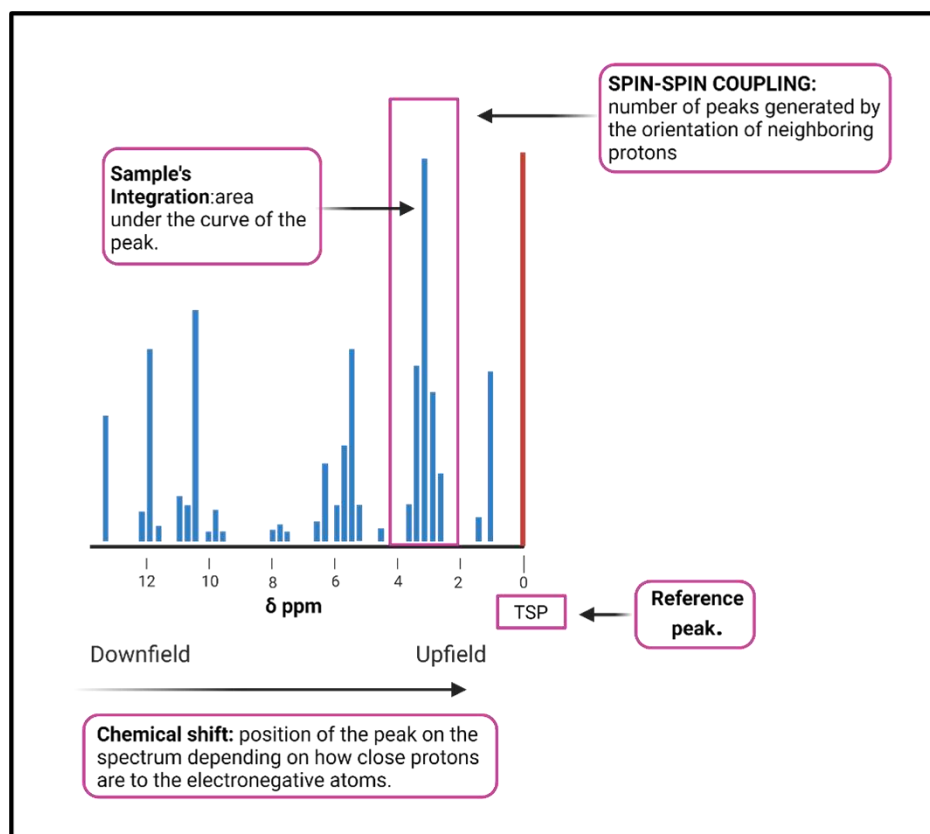 SPIN-SPIN COUPLING:
number of peaks generated by
the orientation of neighboring
protons
Sample's
Integration:area
under the curve of the
peak.
12
10
8
6
4
2
0
δ ppm
TSP
Reference
peak.
Downfield
Upfield
Chemical shift: position of the peak on the
spectrum depending on how close protons
are to the electronegative atoms.